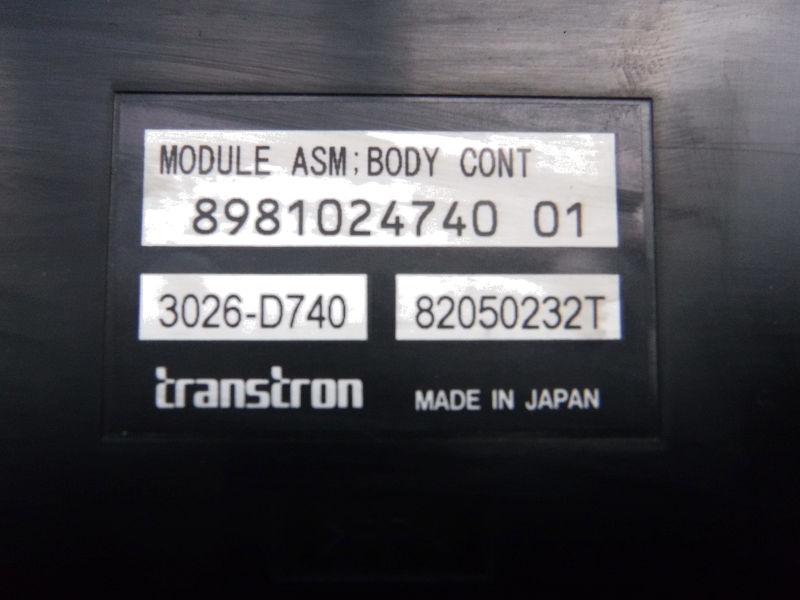 MODULE ASM;BODY CONT
8981024740 01
3026-D740 82050232T
transtron MADE IN JAPAN